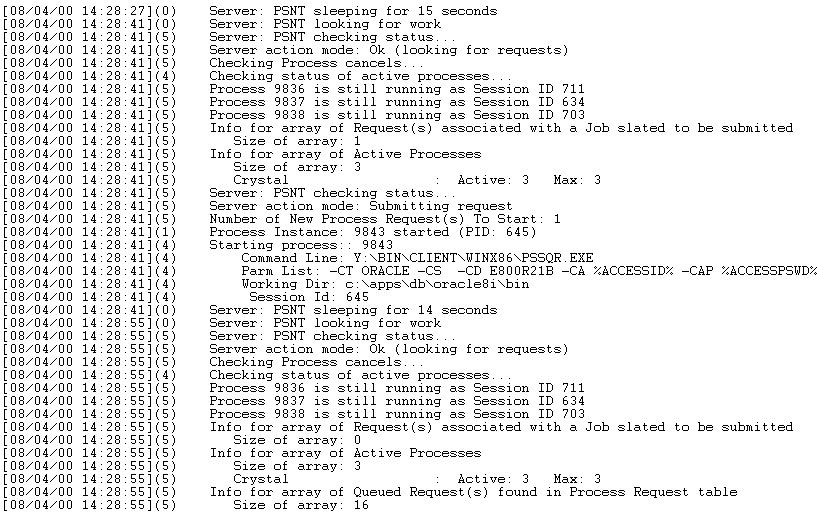 [08/04/00 14:28:27](0)    Server: PSNT sleeping for 15 seconds
[08/04/00 14:28:41](0)    Server: PSNT looking for work
[08/04/00 14:28:41](5)    Server: PSNT checking status...
[08/04/00 14:28:41](5)    Server action mode: Ok (looking for requests)
[08/04/00 14:28:41](5)    Checking Process cancels...
[08/04/00 14:28:41](4)    Checking status of active processes...
[08/04/00 14:28:41](5)    Process 9836 is still running as Session ID 711
[08/04/00 14:28:41](5)    Process 9837 is still running as Session ID 634
[08/04/00 14:28:41](5)    Process 9838 is still running as Session ID 703
[08/04/00 14:28:41](5)    Info for array of Request(s) associated with a Job slated to be submitted
[08/04/00 14:28:41](5)       Size of array: 1
[08/04/00 14:28:41](5)    Info for array of Active Processes
[08/04/00 14:28:41](5)       Size of array: 3
[08/04/00 14:28:41](5)       Crystal                  :  Active: 3   Max: 3
[08/04/00 14:28:41](5)    Server: PSNT checking status...
[08/04/00 14:28:41](5)    Server action mode: Submitting request
[08/04/00 14:28:41](5)    Number of New Process Request(s) To Start: 1
[08/04/00 14:28:41](1)    Process Instance: 9843 started (PID: 645)
[08/04/00 14:28:41](4)    Starting process:: 9843
[08/04/00 14:28:41](4)        Command Line: Y:\BIN\CLIENT\WINX86\PSSQR.EXE
[08/04/00 14:28:41](4)        Parm List: -CT ORACLE -CS  -CD E800R21B -CA %ACCESSID% -CAP %ACCESSPSWD%
[08/04/00 14:28:41](4)        Working Dir: c:\apps\db\oracle8i\bin
[08/04/00 14:28:41](4)         Session Id: 645
[08/04/00 14:28:41](0)    Server: PSNT sleeping for 14 seconds
[08/04/00 14:28:55](0)    Server: PSNT looking for work
[08/04/00 14:28:55](5)    Server: PSNT checking status...
[08/04/00 14:28:55](5)    Server action mode: Ok (looking for requests)
[08/04/00 14:28:55](5)    Checking Process cancels...
[08/04/00 14:28:55](4)    Checking status of active processes...
[08/04/00 14:28:55](5)    Process 9836 is still running as Session ID 711
[08/04/00 14:28:55](5)    Process 9837 is still running as Session ID 634
[08/04/00 14:28:55](5)    Process 9838 is still running as Session ID 703
[08/04/00 14:28:55](5)    Info for array of Request(s) associated with a Job slated to be submitted
[08/04/00 14:28:55](5)       Size of array: 0
[08/04/00 14:28:55](5)    Info for array of Active Processes
[08/04/00 14:28:55](5)       Size of array: 3
[08/04/00 14:28:55](5)       Crystal                  :  Active: 3   Max: 3
[08/04/00 14:28:55](5)    Info for array of Queued Request(s) found in Process Request table
[08/04/00 14:28:55](5)       Size of array: 16